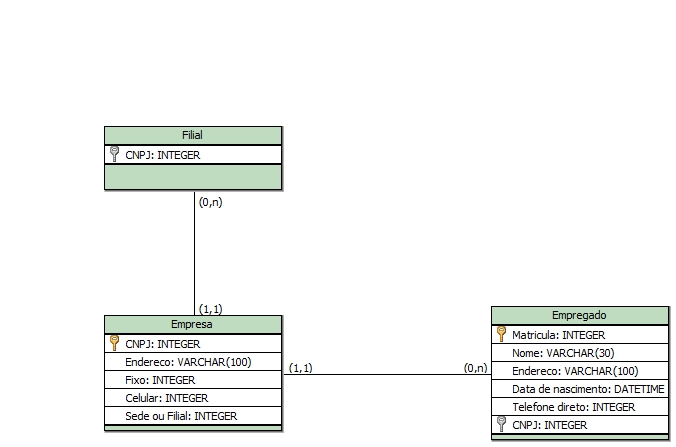 Filial
CNPJ: INTEGER
(0,n)
(1,1)
Empresa
CNPJ: INTEGER
Endereco: VARCHAR(100)
Fixo: INTEGER
Celular: INTEGER
Sede ou Filial: INTEGER
(1,1)
(0,n)
Empregado
Matricula: INTEGER
Nome: VARCHAR(30)
Endereco: VARCHAR(100)
Data de nascimento: DATETIME
Telefone direto: INTEGER
CNPJ: INTEGER